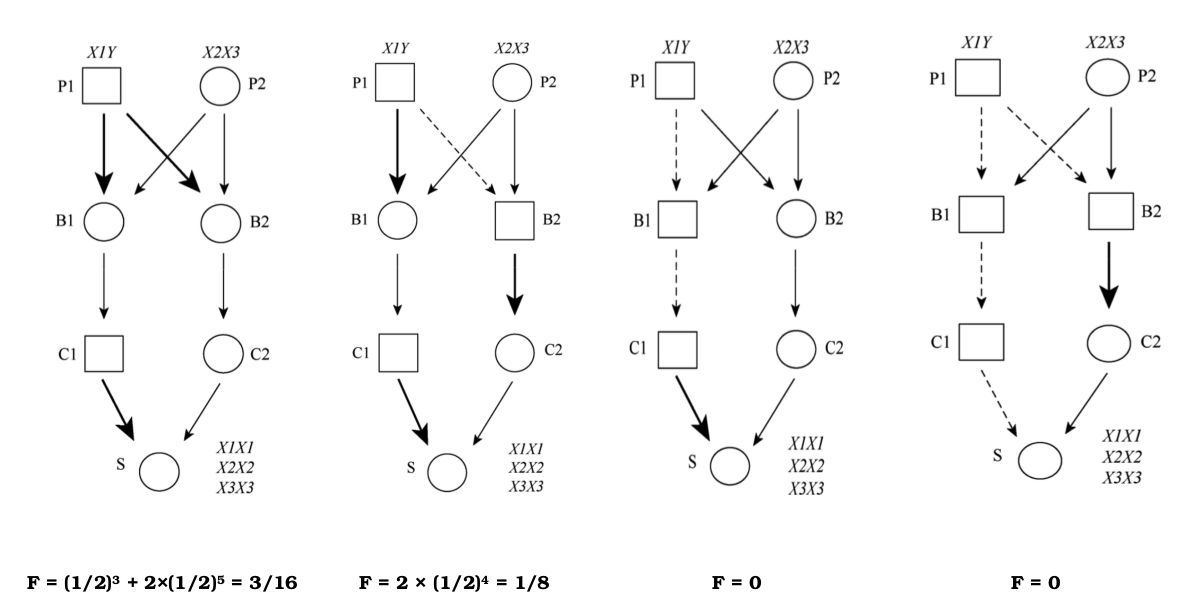 X1Y X2X3
P1 P2
B1 B2
C1 C2
S
X1X1
X2X2
X3X3
F = (1/2)³ + 2×(1/2)⁵ = 3/16
X1Y X2X3
P1 P2
B1 B2
C1 C2
S
X1X1
X2X2
X3X3
F = 2 × (1/2)⁴ = 1/8
X1Y X2X3
P1 P2
B1 B2
C1 C2
S
X1X1
X2X2
X3X3
F = 0
X1Y X2X3
P1 P2
B1 B2
C1 C2
S
X1X1
X2X2
X3X3
F = 0